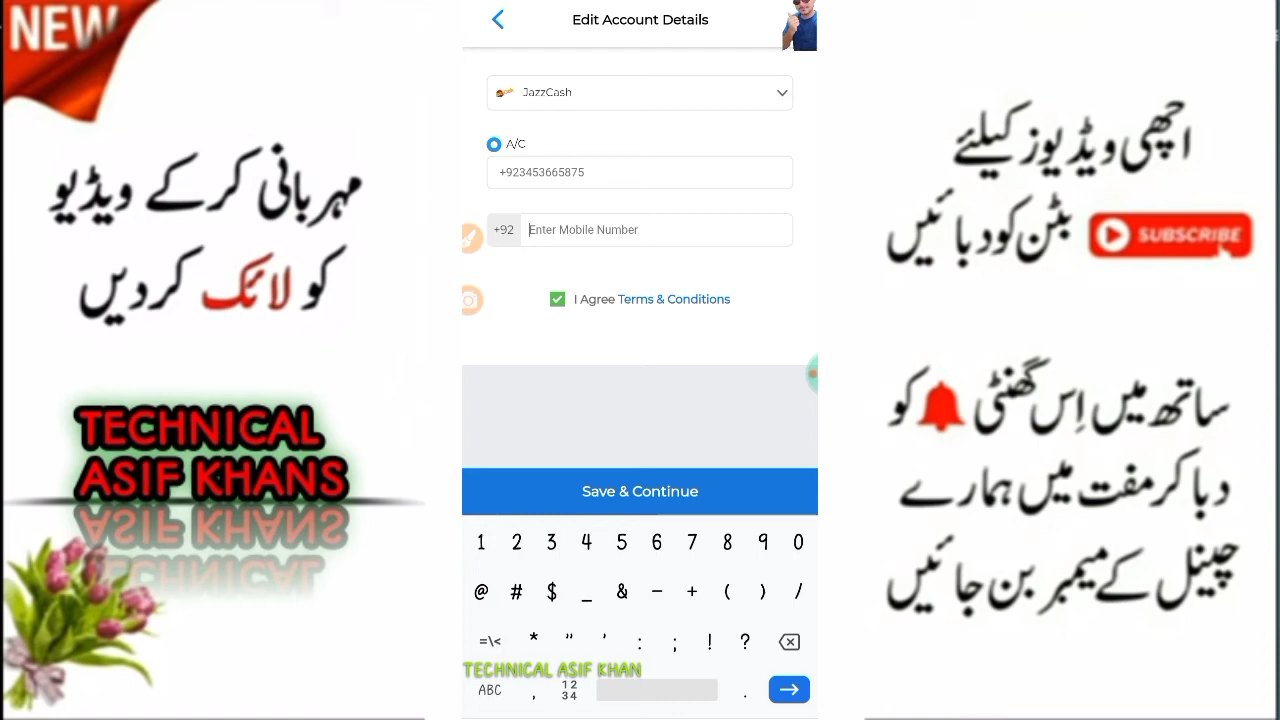 NEW
مہربانی کرکے ویڈیو
کو لائک کردیں
TECHNICAL
ASIF KHANS
Edit Account Details
JazzCash
A/C
+923453665875
+92 Enter Mobile Number
I Agree Terms & Conditions
Save & Continue
1 2 3 4 5 6 7 8 9 0
@ # $ _ & - + ( ) /
=\< * " ' : ; ! ?
TECHNICAL ASIF KHAN
ABC , 12 34 .
اچھی ویڈیوز کیلئے
بٹن کو دبائیں SUBSCRIBE
ساتھ میں اِس گھنٹی کو
دبا کر مفت میں ہمارے
چینل کے میمبر بن جائیں